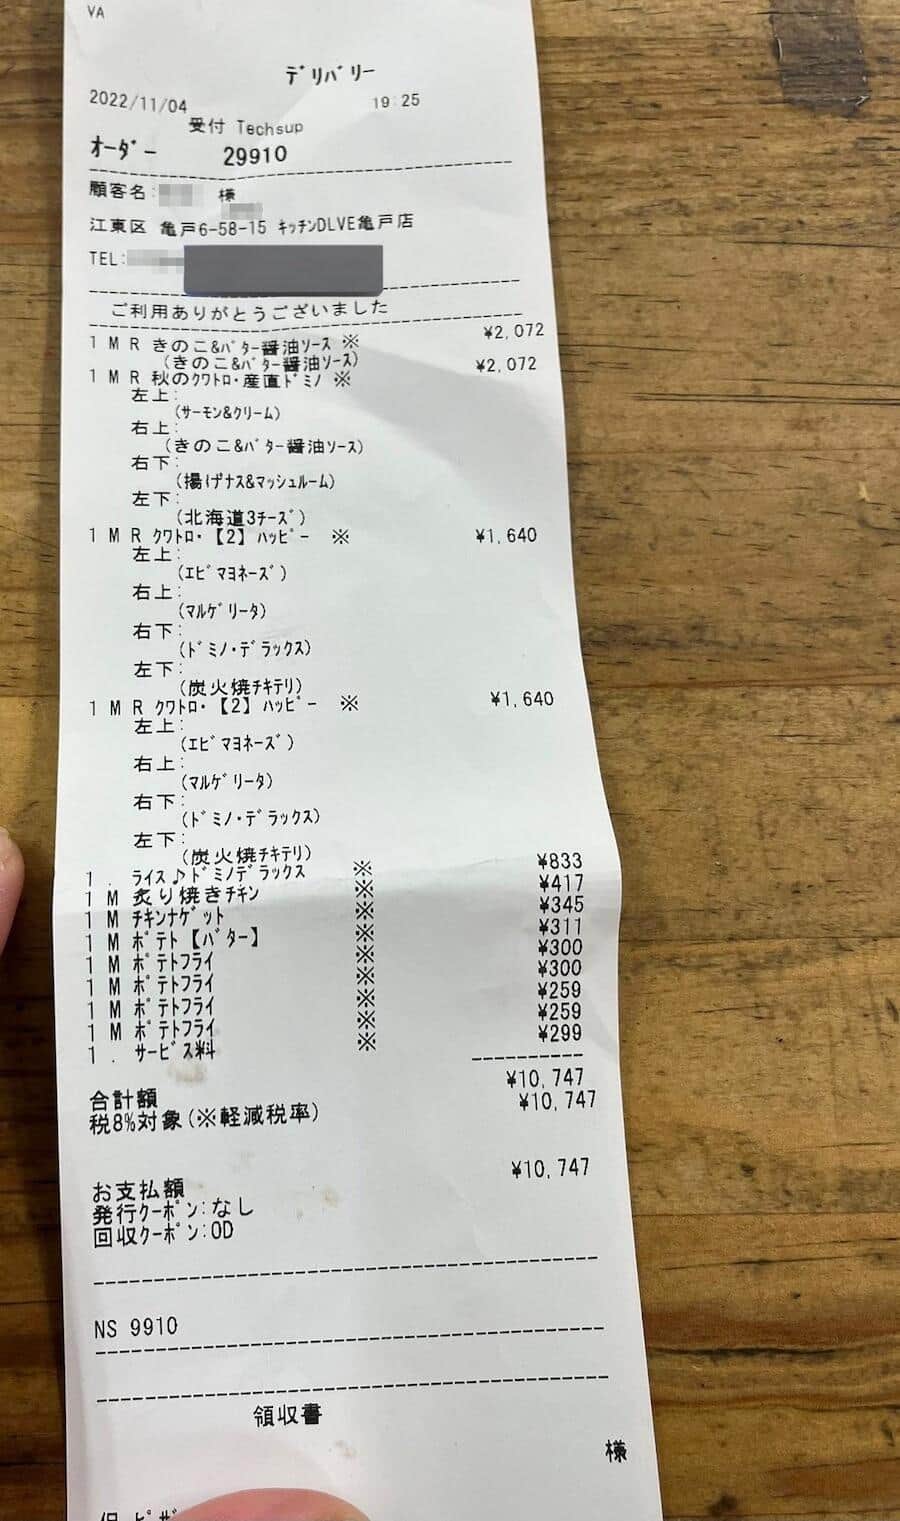 VA
デリバリー
2022/11/04 19:25
受付 Techsup
オーダー 29910
顧客名: 様
江東区 亀戸6-58-15 キッチンDLVE亀戸店
TEL:
ご利用ありがとうございました
1 M R きのこ&バター醤油ソース ※ ¥2,072
(きのこ&バター醤油ソース)
1 M R 秋のクワトロ・産直ドミノ ※ ¥2,072
左上:
(サーモン&クリーム)
右上:
(きのこ&バター醤油ソース)
右下:
(揚げナス&マッシュルーム)
左下:
(北海道3チーズ)
1 M R クワトロ・【2】ハッピー ※ ¥1,640
左上:
(エビマヨネーズ)
右上:
(マルゲリータ)
右下:
(ドミノ・デラックス)
左下:
(炭火焼チキテリ)
1 M R クワトロ・【2】ハッピー ※ ¥1,640
左上:
(エビマヨネーズ)
右上:
(マルゲリータ)
右下:
(ドミノ・デラックス)
左下:
(炭火焼チキテリ)
1 . ライス♪ドミノデラックス ※ ¥833
1 M 炙り焼きチキン ※ ¥417
1 M チキンナゲット ※ ¥345
1 M ポテト【バター】 ※ ¥311
1 M ポテトフライ ※ ¥300
1 M ポテトフライ ※ ¥300
1 M ポテトフライ ※ ¥259
1 M ポテトフライ ※ ¥259
1 . サービス料 ※ ¥299
合計額 ¥10,747
税8%対象(※軽減税率) ¥10,747
お支払額 ¥10,747
発行クーポン:なし
回収クーポン:OD
NS 9910
領収書
様